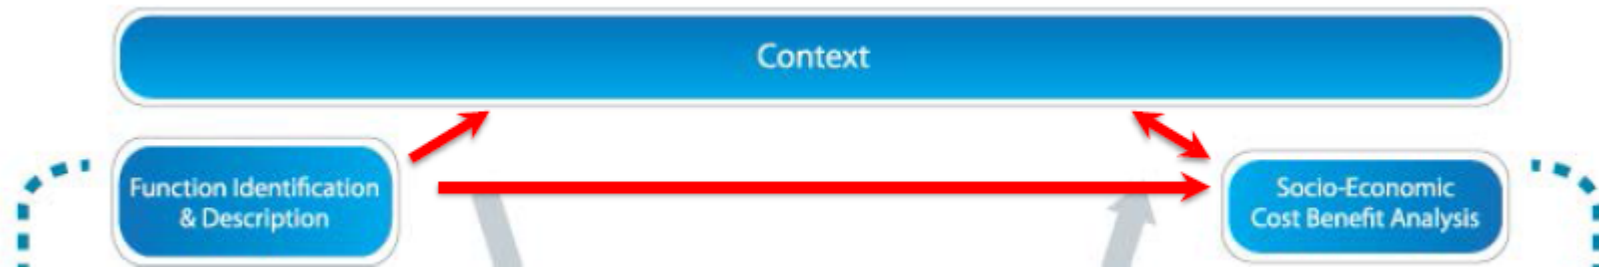 Context
Function Identification
& Description
Socio-Economic
Cost Benefit Analysis